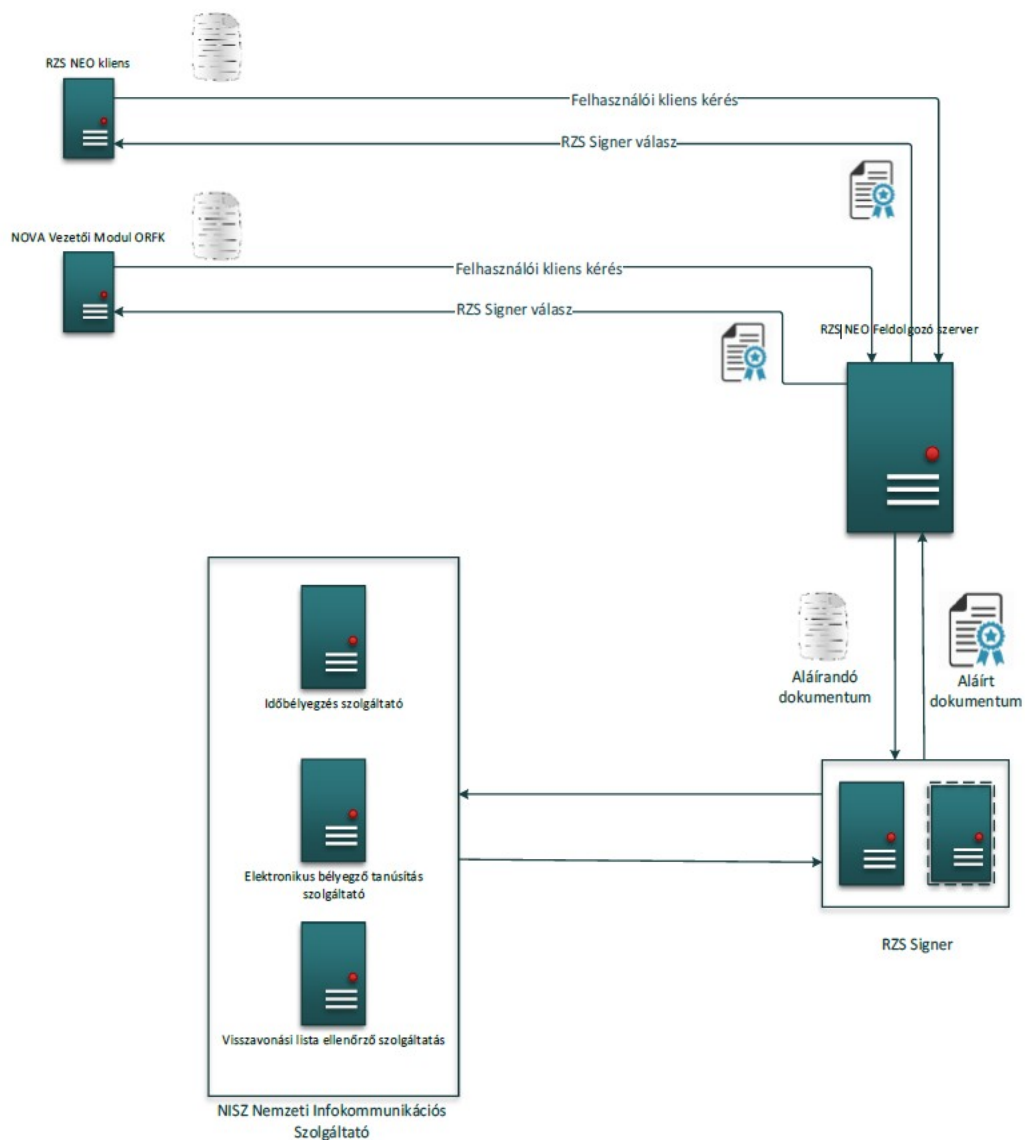 RZS NEO kliens
Felhasználói kliens kérés
RZS Signer válasz
NOVA Vezetői Modul ORFK
Felhasználói kliens kérés
RZS Signer válasz
RZS NEO Feldolgozó szerver
Aláírandó
dokumentum
Aláírt
dokumentum
Időbélyegzés szolgáltató
Elektronikus bélyegző tanúsítás
szolgáltató
Visszavonási lista ellenőrző szolgáltatás
RZS Signer
NISZ Nemzeti Infokommunikációs
Szolgáltató